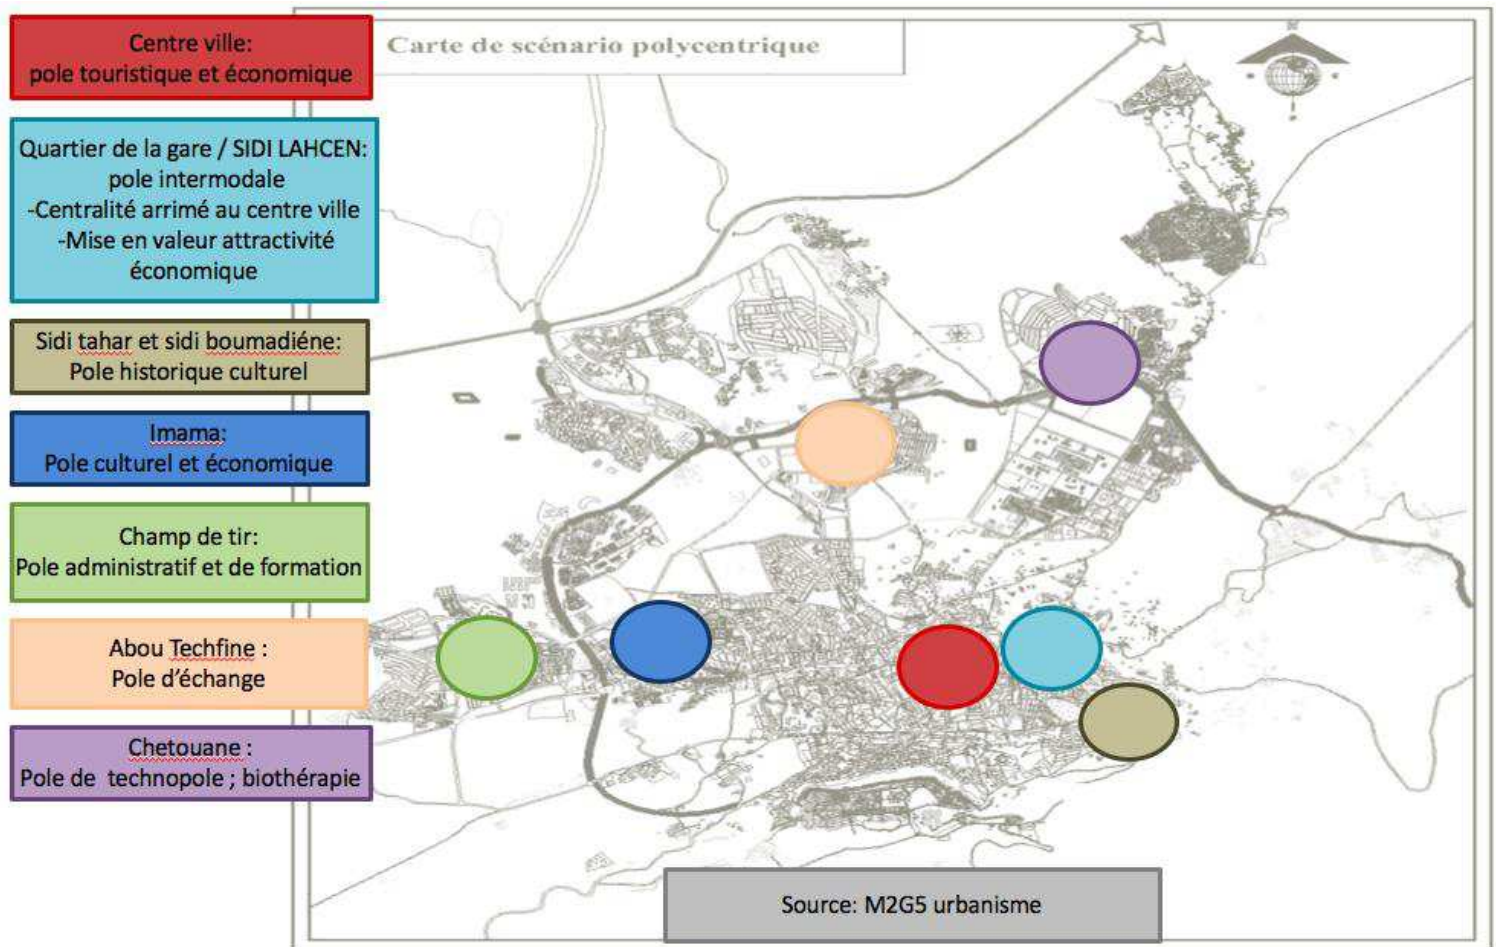 Carte de scénario polycentrique
Centre ville:
pole touristique et économique
Quartier de la gare / SIDI LAHCEN:
pole intermodale
-Centralité arrimé au centre ville
-Mise en valeur attractivité
économique
Sidi tahar et sidi boumadiéne:
Pole historique culturel
Imama:
Pole culturel et économique
Champ de tir:
Pole administratif et de formation
Abou Techfine :
Pole d'échange
Chetouane :
Pole de technopole ; biothérapie
Source: M2G5 urbanisme